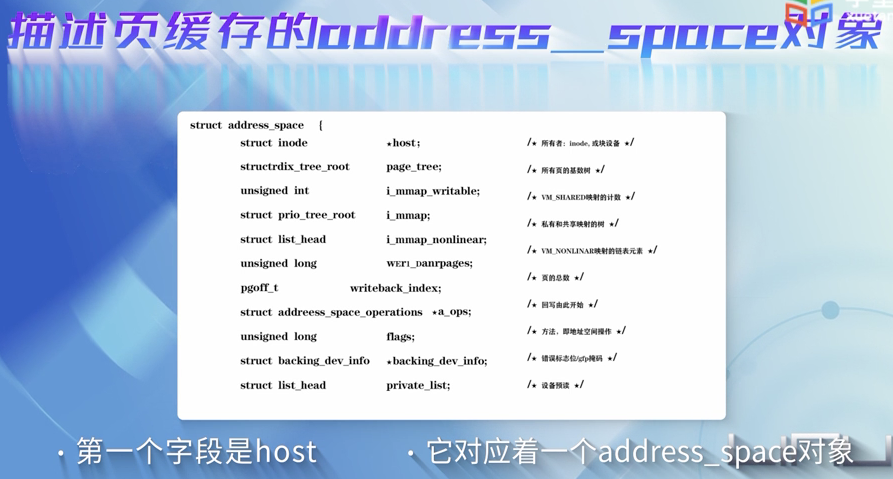 描述页缓存的address__space对象
struct address_space {
struct inode *host; /* 所有者：inode, 或块设备 */
structrdix_tree_root page_tree; /* 所有页的基数树 */
unsigned int i_mmap_writable; /* VM_SHARED映射的计数 */
struct prio_tree_root i_mmap; /* 私有和共享映射的树 */
struct list_head i_mmap_nonlinear; /* VM_NONLINAR映射的链表元素 */
unsigned long wEr1_Danrpages; /* 页的总数 */
pgoff_t writeback_index; /* 回写由此开始 */
struct addreess_space_operations *a_ops; /* 方法，即地址空间操作 */
unsigned long flags; /* 错误标志位/gfp掩码 */
struct backing_dev_info *backing_dev_info; /* 设备预读 */
struct list_head private_list;
·第一个字段是host ·它对应着一个address_space对象